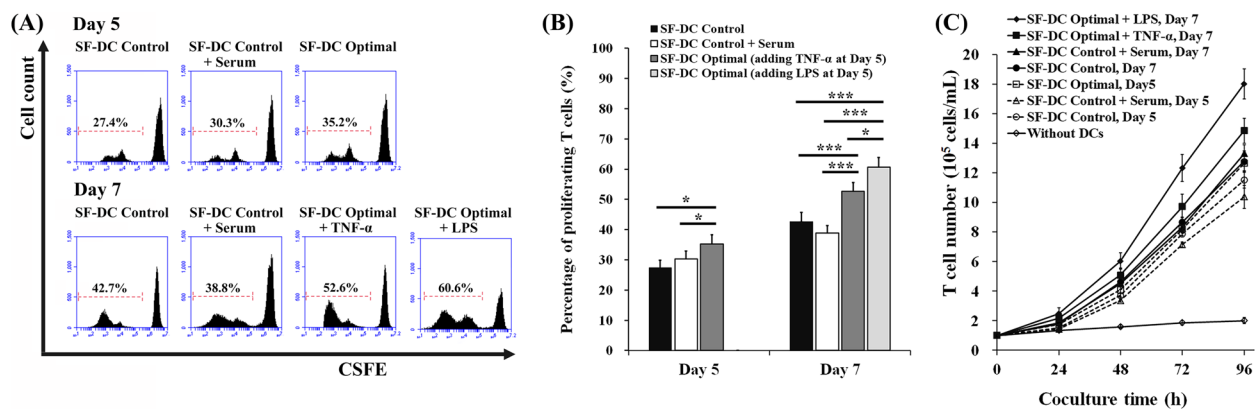 (A)
Day 5
SF-DC Control
SF-DC Control
+ Serum
SF-DC Optimal
27.4%
30.3%
35.2%
Day 7
SF-DC Control
SF-DC Control
+ Serum
SF-DC Optimal
+ TNF-α
SF-DC Optimal
+ LPS
42.7%
38.8%
52.6%
60.6%
Cell count
CSFE
(B)
SF-DC Control
SF-DC Control + Serum
SF-DC Optimal (adding TNF-α at Day 5)
SF-DC Optimal (adding LPS at Day 5)
Percentage of proliferating T cells (%)
100
90
80
70
60
50
40
30
20
10
0
*
*
***
***
*
***
***
Day 5
Day 7
(C)
SF-DC Optimal + LPS, Day 7
SF-DC Optimal + TNF-α, Day 7
SF-DC Control + Serum, Day 7
SF-DC Control, Day 7
SF-DC Optimal, Day5
SF-DC Control + Serum, Day 5
SF-DC Control, Day 5
Without DCs
T cell number (10⁵ cells/mL)
20
18
16
14
12
10
8
6
4
2
0
0
24
48
72
96
Coculture time (h)